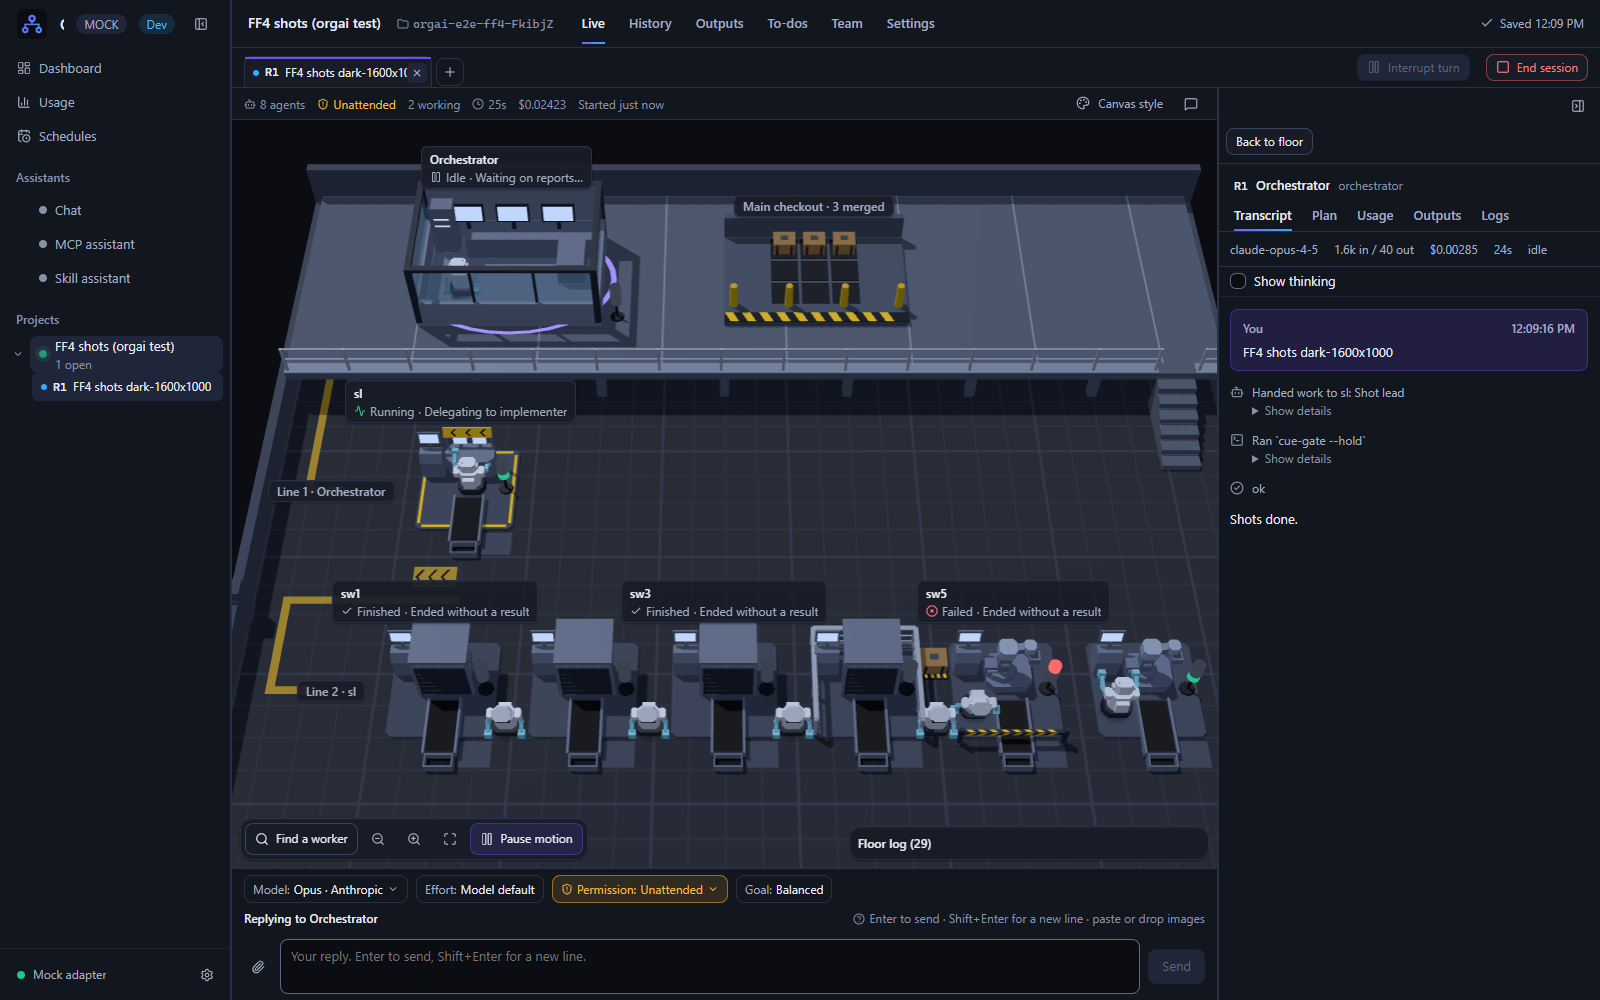 MOCK
Dev
Dashboard
Usage
Schedules
Assistants
Chat
MCP assistant
Skill assistant
Projects
FF4 shots (orgai test)
1 open
R1 FF4 shots dark-1600x1000
Mock adapter
FF4 shots (orgai test)
orgai-e2e-ff4-FkibjZ
Live
History
Outputs
To-dos
Team
Settings
Saved 12:09 PM
R1 FF4 shots dark-1600x10
Interrupt turn
End session
8 agents
Unattended
2 working
25s
$0.02423
Started just now
Canvas style
Orchestrator
Idle · Waiting on reports...
Main checkout · 3 merged
sl
Running · Delegating to implementer
Line 1 · Orchestrator
sw1
Finished · Ended without a result
sw3
Finished · Ended without a result
sw5
Failed · Ended without a result
Line 2 · sl
Find a worker
Pause motion
Floor log (29)
Model: Opus · Anthropic
Effort: Model default
Permission: Unattended
Goal: Balanced
Replying to Orchestrator
Enter to send · Shift+Enter for a new line · paste or drop images
Your reply. Enter to send, Shift+Enter for a new line.
Send
Back to floor
R1 Orchestrator orchestrator
Transcript
Plan
Usage
Outputs
Logs
claude-opus-4-5
1.6k in / 40 out
$0.00285
24s
idle
Show thinking
You
12:09:16 PM
FF4 shots dark-1600x1000
Handed work to sl: Shot lead
Show details
Ran `cue-gate --hold`
Show details
ok
Shots done.